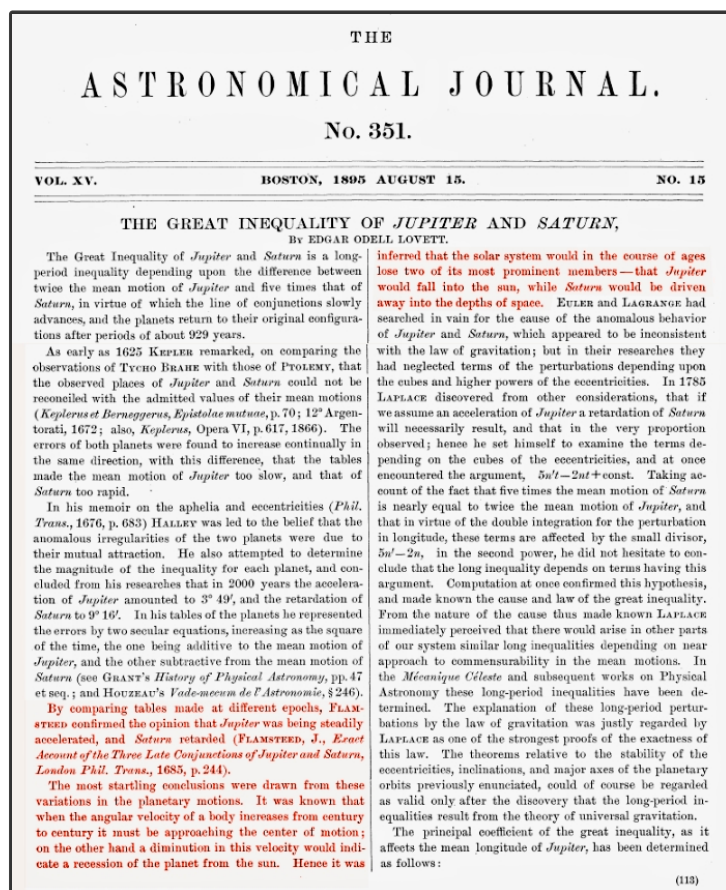 THE
ASTRONOMICAL JOURNAL.
No. 351.
VOL. XV. BOSTON, 1895 AUGUST 15. NO. 15
THE GREAT INEQUALITY OF JUPITER AND SATURN,
By EDGAR ODELL LOVETT.
The Great Inequality of Jupiter and Saturn is a long-
period inequality depending upon the difference between
twice the mean motion of Jupiter and five times that of
Saturn, in virtue of which the line of conjunctions slowly
advances, and the planets return to their original configura-
tions after periods of about 929 years.
As early as 1625 KEPLER remarked, on comparing the
observations of TYCHO BRAHE with those of PTOLEMY, that
the observed places of Jupiter and Saturn could not be
reconciled with the admitted values of their mean motions
(Keplerus et Berneggerus, Epistolae mutuae, p. 70; 12° Argen-
torati, 1672; also, Keplerus, Opera VI, p. 617, 1866). The
errors of both planets were found to increase continually in
the same direction, with this difference, that the tables
made the mean motion of Jupiter too slow, and that of
Saturn too rapid.
In his memoir on the aphelia and eccentricities (Phil.
Trans., 1676, p. 683) HALLEY was led to the belief that the
anomalous irregularities of the two planets were due to
their mutual attraction. He also attempted to determine
the magnitude of the inequality for each planet, and con-
cluded from his researches that in 2000 years the accelera-
tion of Jupiter amounted to 3° 49′, and the retardation of
Saturn to 9° 16′. In his tables of the planets he represented
the errors by two secular equations, increasing as the square
of the time, the one being additive to the mean motion of
Jupiter, and the other subtractive from the mean motion of
Saturn (see GRANT'S History of Physical Astronomy, pp. 47
et seq.; and HOUZEAU'S Vade-mecum de l'Astronomie, § 246).
By comparing tables made at different epochs, FLAM-
STEED confirmed the opinion that Jupiter was being steadily
accelerated, and Saturn retarded (FLAMSTEED, J., Exact
Account of the Three Late Conjunctions of Jupiter and Saturn,
London Phil. Trans., 1685, p. 244).
The most startling conclusions were drawn from these
variations in the planetary motions. It was known that
when the angular velocity of a body increases from century
to century it must be approaching the center of motion;
on the other hand a diminution in this velocity would indi-
cate a recession of the planet from the sun. Hence it was
inferred that the solar system would in the course of ages
lose two of its most prominent members—that Jupiter
would fall into the sun, while Saturn would be driven
away into the depths of space. EULER and LAGRANGE had
searched in vain for the cause of the anomalous behavior
of Jupiter and Saturn, which appeared to be inconsistent
with the law of gravitation; but in their researches they
had neglected terms of the perturbations depending upon
the cubes and higher powers of the eccentricities. In 1785
LAPLACE discovered from other considerations, that if
we assume an acceleration of Jupiter a retardation of Saturn
will necessarily result, and that in the very proportion
observed; hence he set himself to examine the terms de-
pending on the cubes of the eccentricities, and at once
encountered the argument, 5n't—2nt+const. Taking ac-
count of the fact that five times the mean motion of Saturn
is nearly equal to twice the mean motion of Jupiter, and
that in virtue of the double integration for the perturbation
in longitude, these terms are affected by the small divisor,
5n'—2n, in the second power, he did not hesitate to con-
clude that the long inequality depends on terms having this
argument. Computation at once confirmed this hypothesis,
and made known the cause and law of the great inequality.
From the nature of the cause thus made known LAPLACE
immediately perceived that there would arise in other parts
of our system similar long inequalities depending on near
approach to commensurability in the mean motions. In
the Mécanique Céleste and subsequent works on Physical
Astronomy these long-period inequalities have been de-
termined. The explanation of these long-period pertur-
bations by the law of gravitation was justly regarded by
LAPLACE as one of the strongest proofs of the exactness of
this law. The theorems relative to the stability of the
eccentricities, inclinations, and major axes of the planetary
orbits previously enunciated, could of course be regarded
as valid only after the discovery that the long-period in-
equalities result from the theory of universal gravitation.
The principal coefficient of the great inequality, as it
affects the mean longitude of Jupiter, has been determined
as follows:
(113)